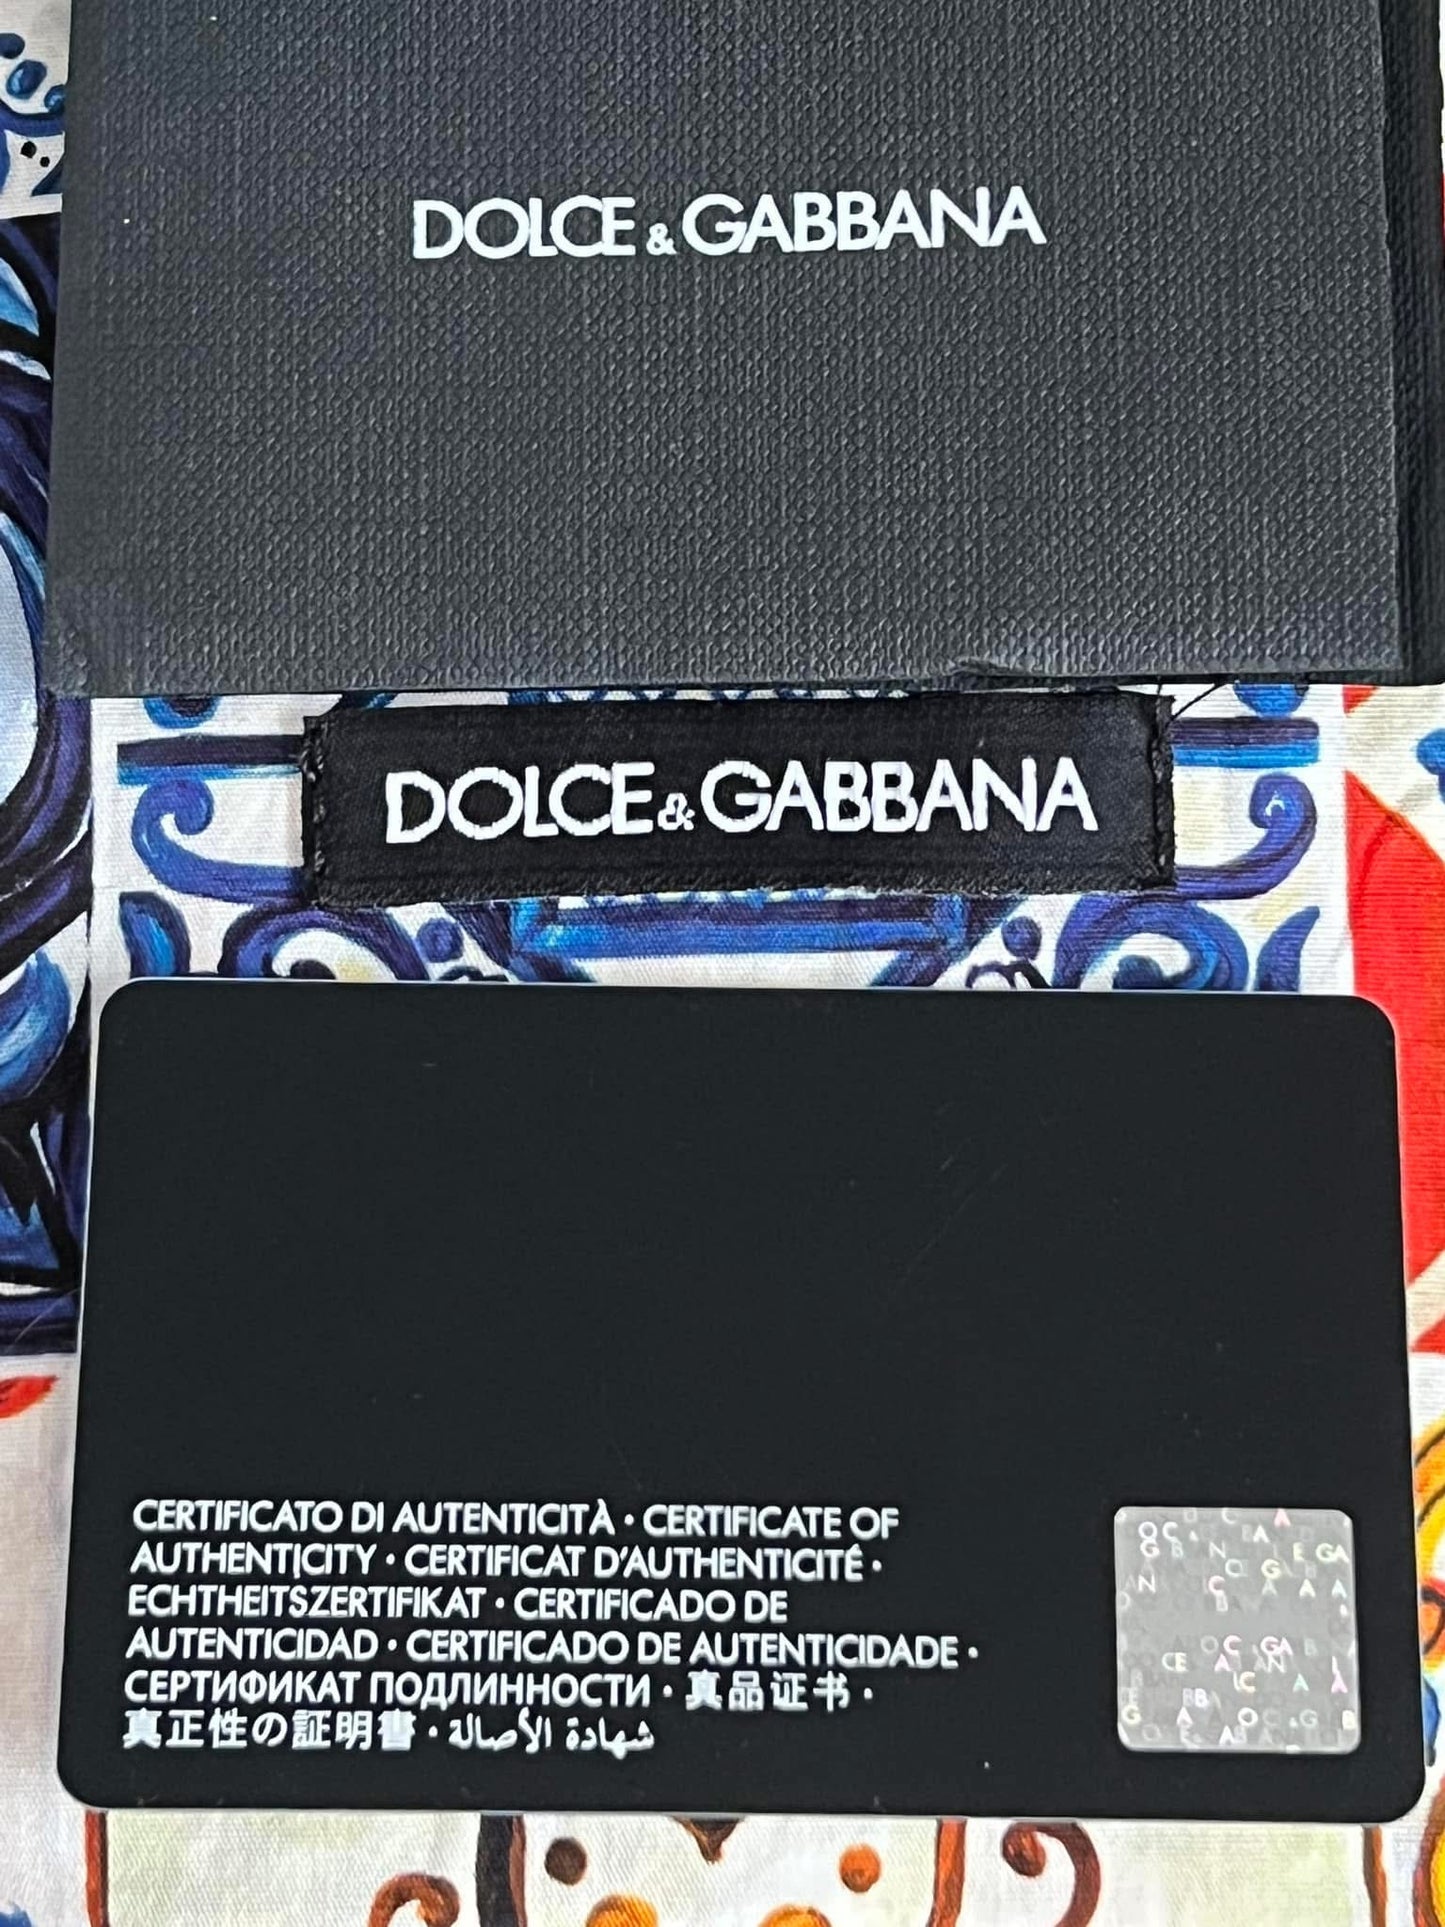 DOLCE & GABBANA
DOLCE & GABBANA
CERTIFICATO DI AUTENTICITÀ • CERTIFICATE OF
AUTHENTICITY • CERTIFICAT D'AUTHENTICITÉ •
ECHTHEITSZERTIFIKAT • CERTIFICADO DE
AUTENTICIDAD • CERTIFICADO DE AUTENTICIDADE •
СЕРТИФИКАТ ПОДЛИННОСТИ • 真品证书 •
真正性の証明書 • شهادة الأصالة